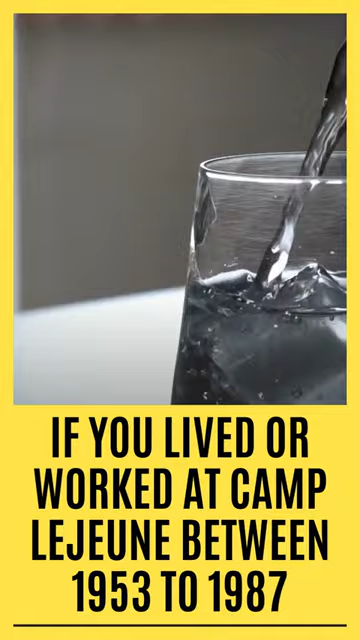 IF YOU LIVED OR
WORKED AT CAMP
LEJEUNE BETWEEN
1953 TO 1987